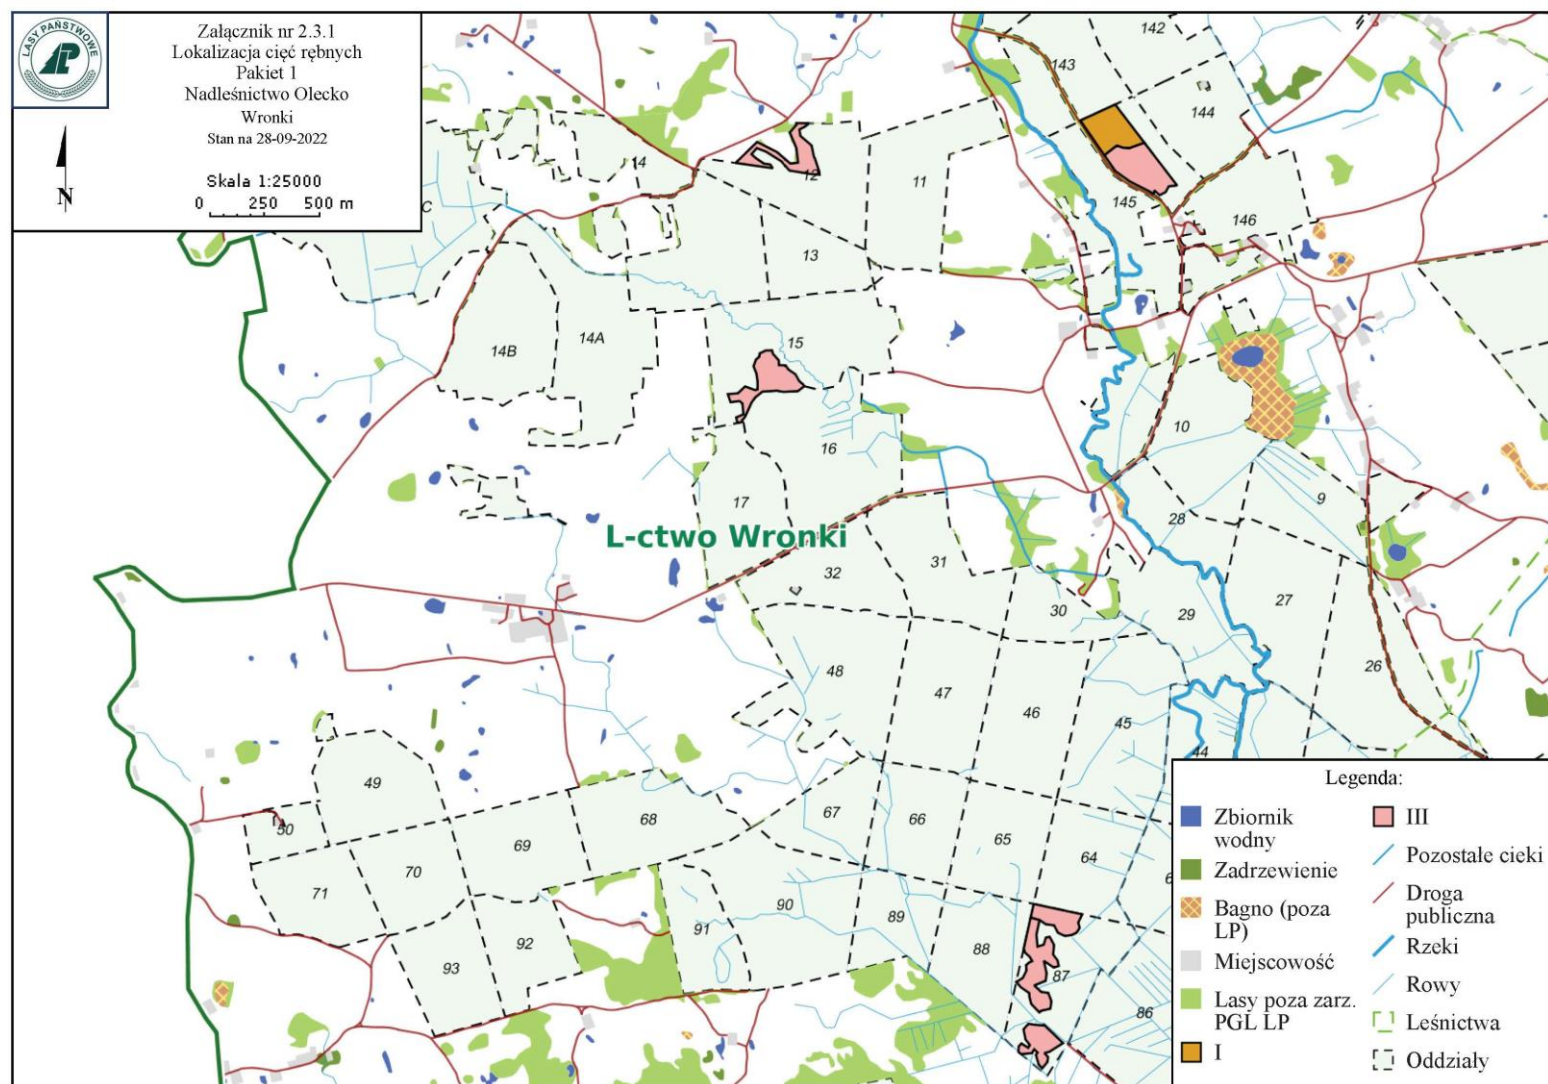 LASY PAŃSTWOWE
Załącznik nr 2.3.1
Lokalizacja cięć rębnych
Pakiet 1
Nadleśnictwo Olecko
Wronki
Stan na 28-09-2022
N
Skala 1:25000
0 250 500 m
142
143
144
14
12
11
145
146
C
13
14B
14A
15
10
16
9
17
28
L-ctwo Wronki
32
31
30
29
27
26
48
47
46
45
44
49
50
69
68
67
66
65
64
71
70
90
91
89
88
87
86
92
93
Legenda:
Zbiornik
wodny
Zadrzewienie
Bagno (poza
LP)
Miejscowość
Lasy poza zarz.
PGL LP
I
III
Pozostałe cieki
Droga
publiczna
Rzeki
Rowy
Leśnictwa
Oddziały